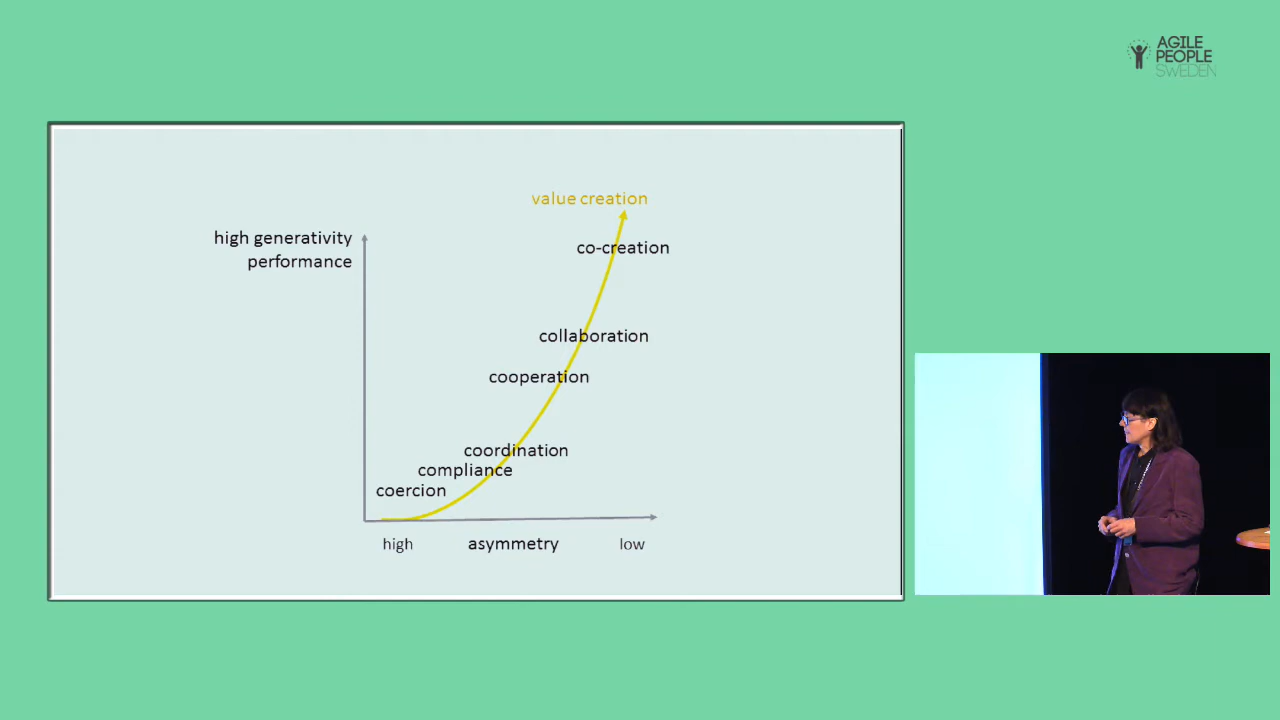 AGILE
PEOPLE
SWEDEN
value creation
high generativity
performance
co-creation
collaboration
cooperation
coordination
compliance
coercion
high
asymmetry
low